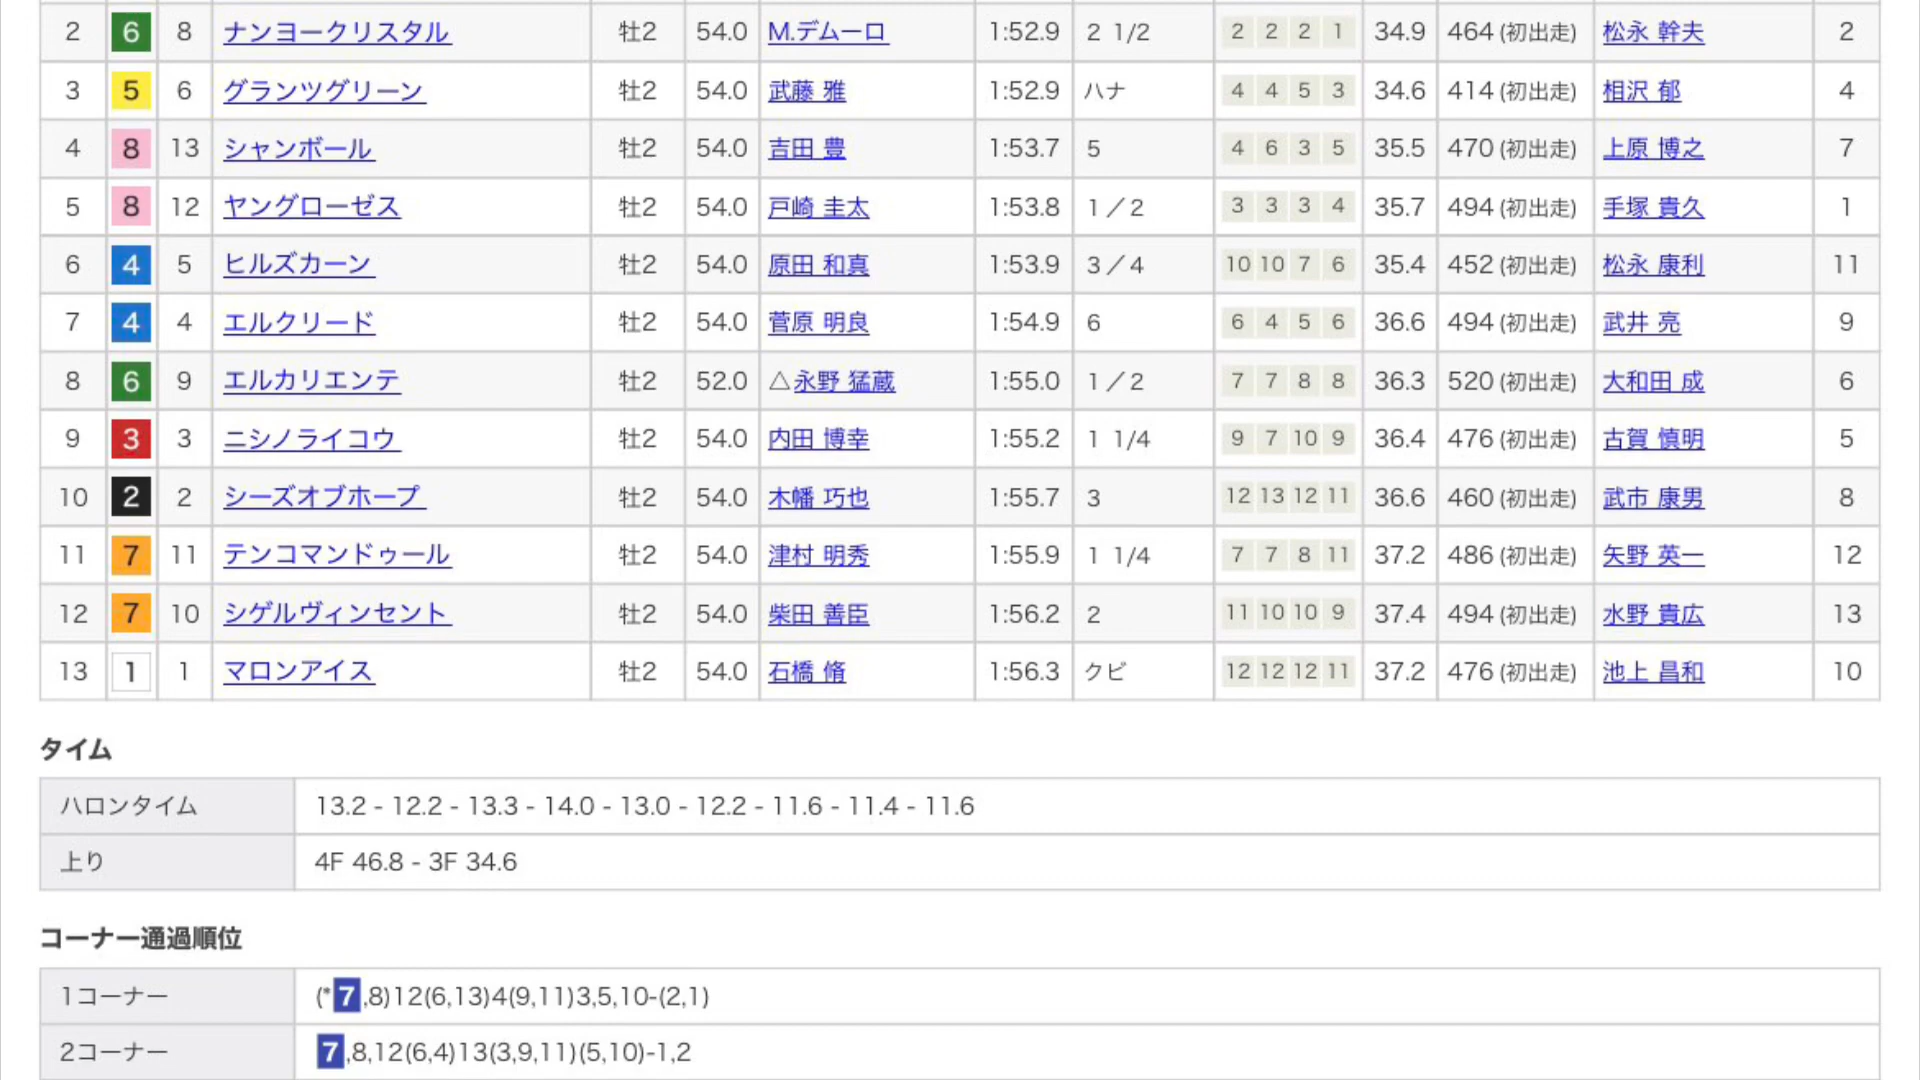 2 6 8 ナンヨークリスタル 牡2 54.0 M.デムーロ 1:52.9 2 1/2 2 2 2 1 34.9 464 (初出走) 松永 幹夫 2
3 5 6 グランツグリーン 牡2 54.0 武藤 雅 1:52.9 ハナ 4 4 5 3 34.6 414 (初出走) 相沢 郁 4
4 8 13 シャンボール 牡2 54.0 吉田 豊 1:53.7 5 4 6 3 5 35.5 470 (初出走) 上原 博之 7
5 8 12 ヤングローゼス 牡2 54.0 戸崎 圭太 1:53.8 1／2 3 3 3 4 35.7 494 (初出走) 手塚 貴久 1
6 4 5 ヒルズカーン 牡2 54.0 原田 和真 1:53.9 3／4 10 10 7 6 35.4 452 (初出走) 松永 康利 11
7 4 4 エルクリード 牡2 54.0 菅原 明良 1:54.9 6 6 4 5 6 36.6 494 (初出走) 武井 亮 9
8 6 9 エルカリエンテ 牡2 52.0 △永野 猛蔵 1:55.0 1／2 7 7 8 8 36.3 520 (初出走) 大和田 成 6
9 3 3 ニシノライコウ 牡2 54.0 内田 博幸 1:55.2 1 1/4 9 7 10 9 36.4 476 (初出走) 古賀 慎明 5
10 2 2 シーズオブホープ 牡2 54.0 木幡 巧也 1:55.7 3 12 13 12 11 36.6 460 (初出走) 武市 康男 8
11 7 11 テンコマンドゥール 牡2 54.0 津村 明秀 1:55.9 1 1/4 7 7 8 11 37.2 486 (初出走) 矢野 英一 12
12 7 10 シゲルヴィンセント 牡2 54.0 柴田 善臣 1:56.2 2 11 10 10 9 37.4 494 (初出走) 水野 貴広 13
13 1 1 マロンアイス 牡2 54.0 石橋 脩 1:56.3 クビ 12 12 12 11 37.2 476 (初出走) 池上 昌和 10
タイム
ハロンタイム 13.2 - 12.2 - 13.3 - 14.0 - 13.0 - 12.2 - 11.6 - 11.4 - 11.6
上り 4F 46.8 - 3F 34.6
コーナー通過順位
1コーナー (*7,8)12(6,13)4(9,11)3,5,10-(2,1)
2コーナー 7,8,12(6,4)13(3,9,11)(5,10)-1,2